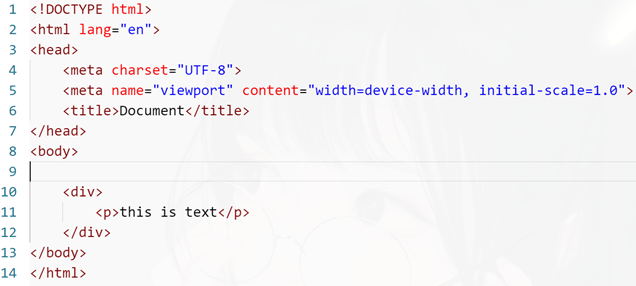 1 <!DOCTYPE html>
2 <html lang="en">
3 <head>
4     <meta charset="UTF-8">
5     <meta name="viewport" content="width=device-width, initial-scale=1.0">
6     <title>Document</title>
7 </head>
8 <body>
9
10     <div>
11         <p>this is text</p>
12     </div>
13 </body>
14 </html>